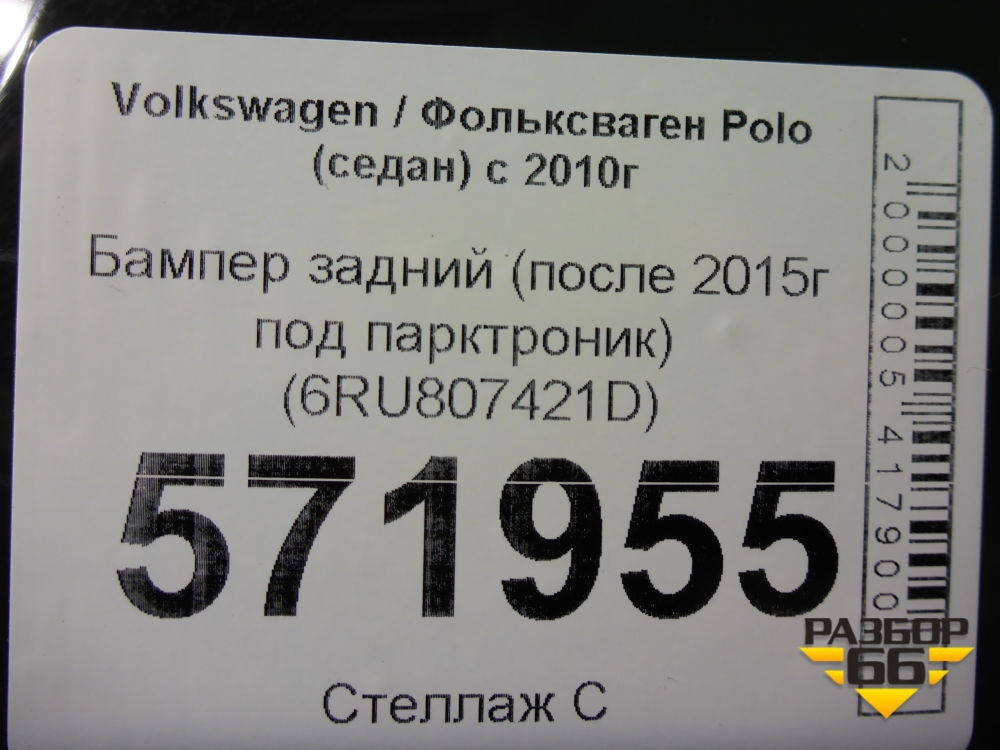 Volkswagen / Фольксваген Polo
(седан) с 2010г
Бампер задний (после 2015г
под парктроник)
(6RU807421D)
571955
Стеллаж С
2000005417900
РАЗБОР
66